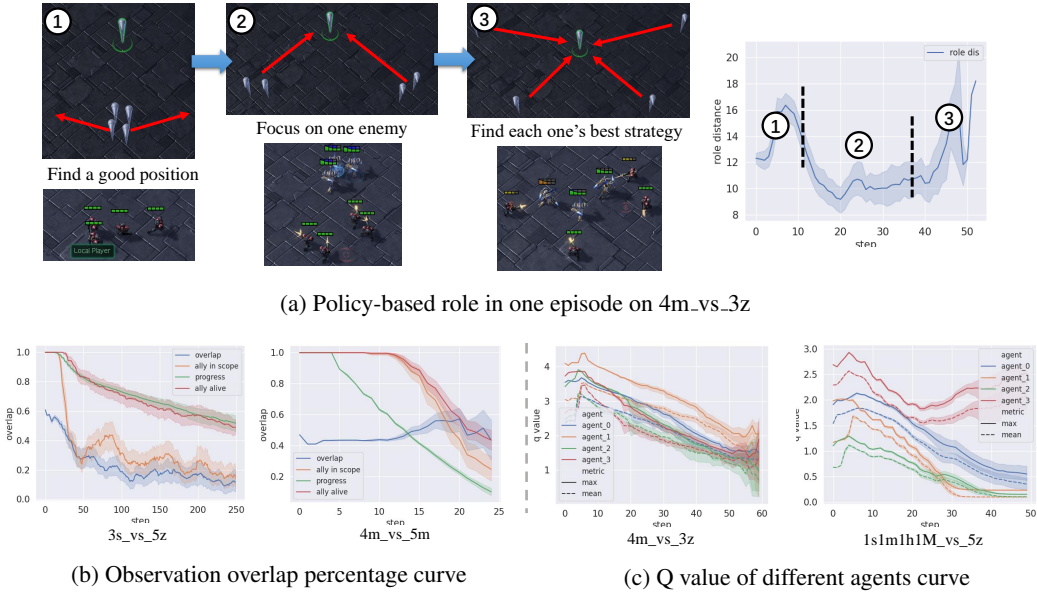 1
2
3
Find a good position
Focus on one enemy
Find each one's best strategy
Local Player
role distance
20
18
16
14
12
10
8
role dis
1
2
3
0 10 20 30 40 50
step
(a) Policy-based role in one episode on 4m_vs_3z
overlap
1.0
0.8
0.6
0.4
0.2
0.0
overlap
ally in scope
progress
ally alive
0 50 100 150 200 250
step
3s_vs_5z
overlap
1.0
0.8
0.6
0.4
0.2
overlap
ally in scope
progress
ally alive
0 5 10 15 20 25
step
4m_vs_5m
(b) Observation overlap percentage curve
q value
4
3
2
1
agent
agent_0
agent_1
agent_2
agent_3
metric
max
mean
0 10 20 30 40 50 60
step
4m_vs_3z
q value
3.0
2.5
2.0
1.5
1.0
0.5
0.0
agent
agent_0
agent_1
agent_2
agent_3
metric
max
mean
0 10 20 30 40 50
step
1s1m1h1M_vs_5z
(c) Q value of different agents curve